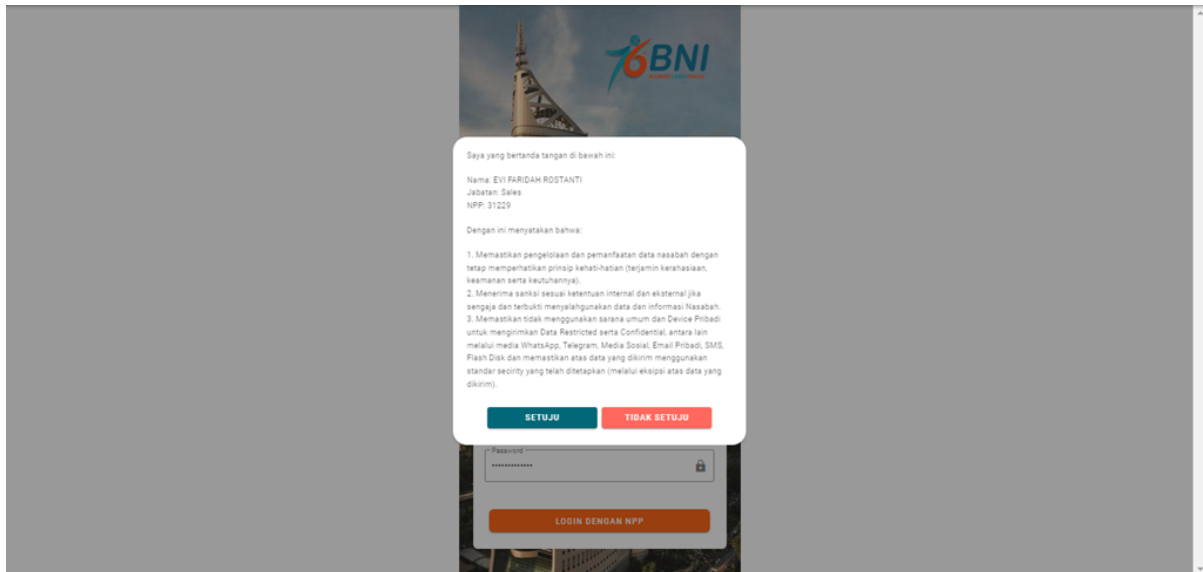 76 BNI
Saya yang bertanda tangan di bawah ini:
Nama: EVI FARIDAH ROSTANTI
Jabatan: Sales
NPP: 31229
Dengan ini menyatakan bahwa:
1. Memastikan pengelolaan dan pemanfaatan data nasabah dengan
tetap memperhatikan prinsip kehati-hatian (terjamin kerahasiaan,
keamanan serta keutuhannya).
2. Menerima sanksi sesuai ketentuan internal dan eksternal jika
sengaja dan terbukti menyalahgunakan data dan informasi Nasabah.
3. Memastikan tidak menggunakan sarana umum dan Device Pribadi
untuk mengirimkan Data Restricted serta Confidential, antara lain
melalui media WhatsApp, Telegram, Media Sosial, Email Pribadi, SMS,
Flash Disk dan memastikan atas data yang dikirim menggunakan
standar secirity yang telah ditetapkan (melalui eksipsi atas data yang
dikirim).
SETUJU TIDAK SETUJU
Password
LOGIN DENGAN NPP